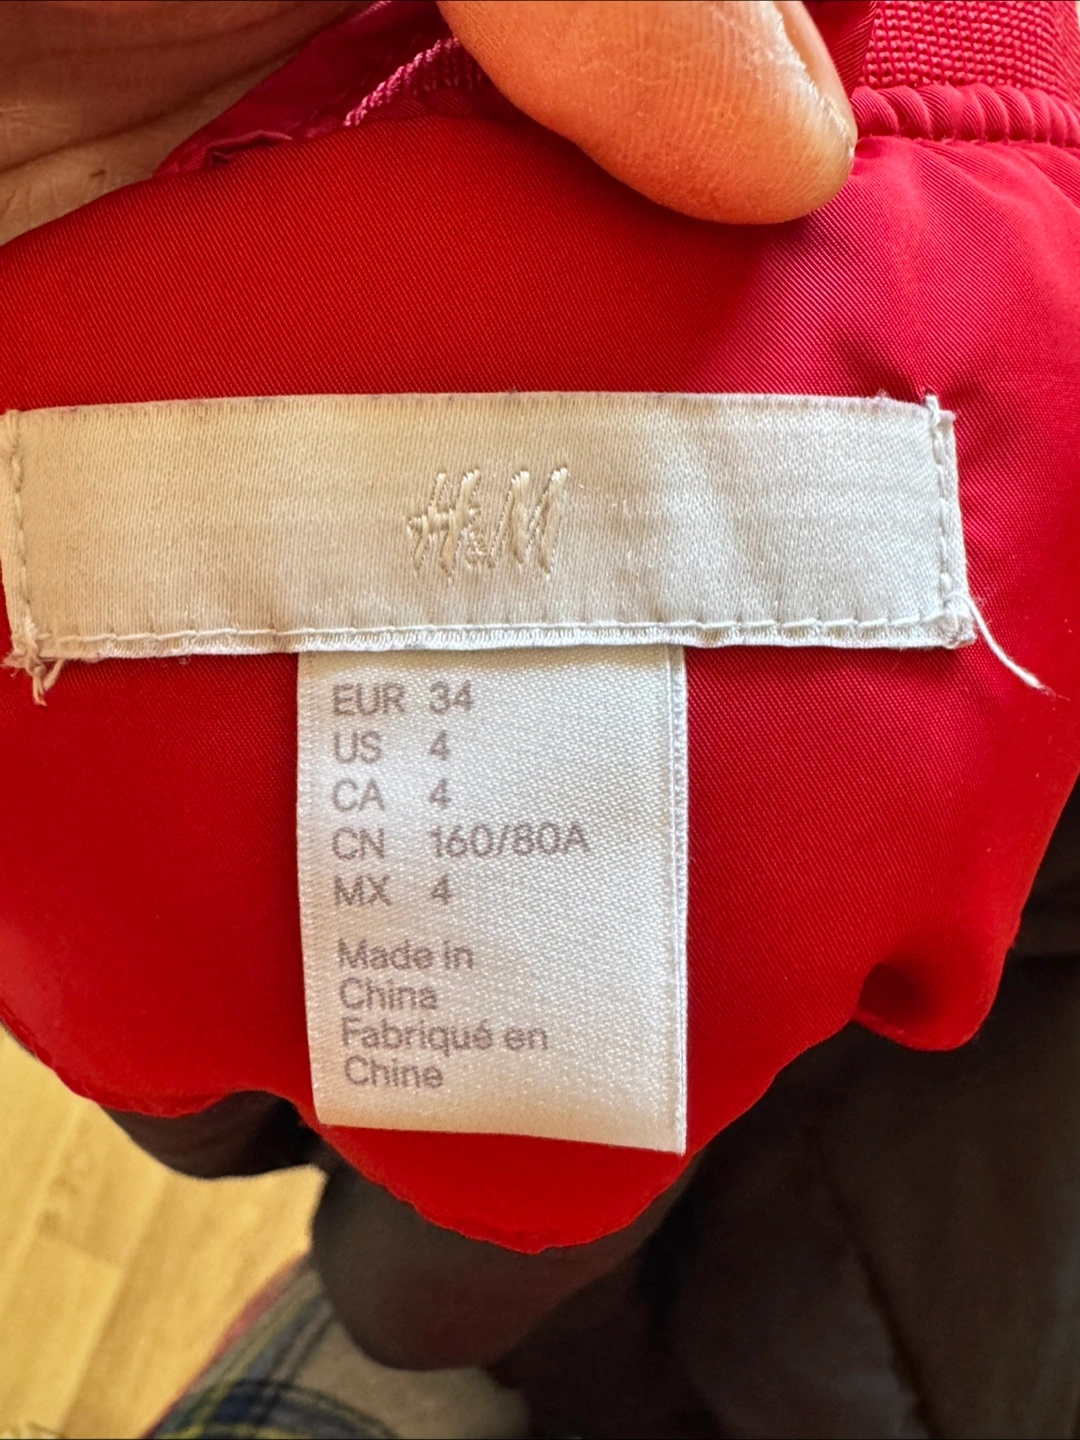 H&M
EUR 34
US 4
CA 4
CN 160/80A
MX 4
Made in
China
Fabriqué en
Chine